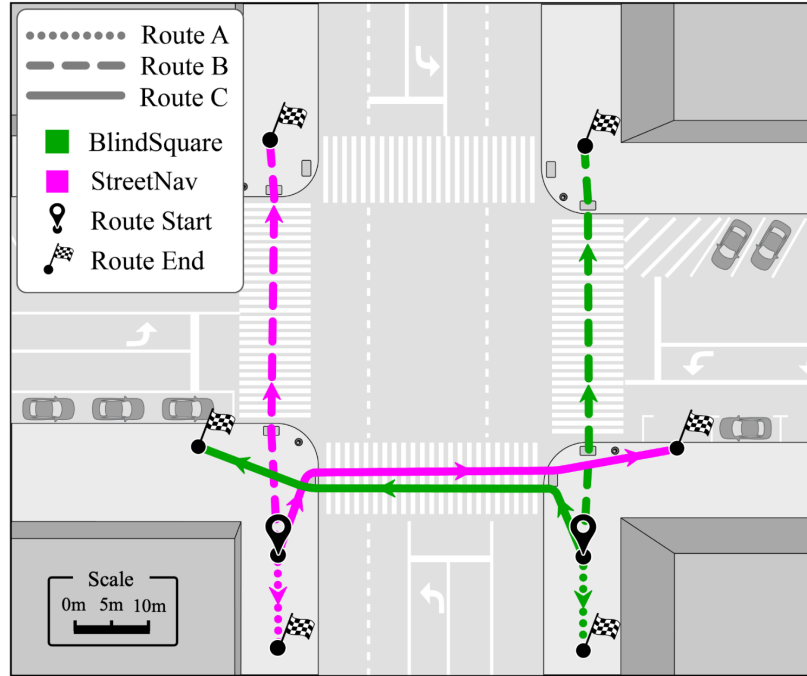 Route A
Route B
Route C
BlindSquare
StreetNav
Route Start
Route End
Scale
0m 5m 10m